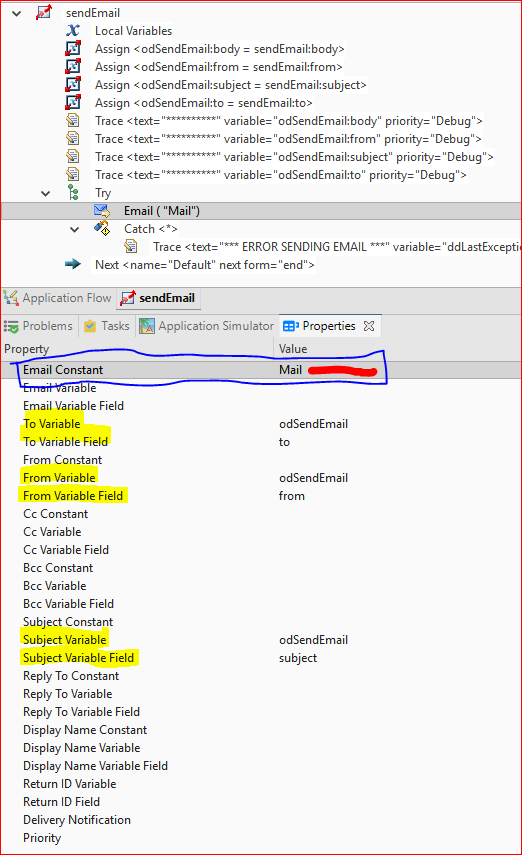 sendEmail
Local Variables
Assign <odSendEmail:body = sendEmail:body>
Assign <odSendEmail:from = sendEmail:from>
Assign <odSendEmail:subject = sendEmail:subject>
Assign <odSendEmail:to = sendEmail:to>
Trace <text="**********" variable="odSendEmail:body" priority="Debug">
Trace <text="**********" variable="odSendEmail:from" priority="Debug">
Trace <text="**********" variable="odSendEmail:subject" priority="Debug">
Trace <text="**********" variable="odSendEmail:to" priority="Debug">
Try
Email ( "Mail")
Catch <*>
Trace <text="*** ERROR SENDING EMAIL ***" variable="ddLastExceptio
Next <name="Default" next form="end">
Application Flow sendEmail
Problems Tasks Application Simulator Properties
Property Value
Email Constant Mail
Email Variable
Email Variable Field
To Variable odSendEmail
To Variable Field to
From Constant
From Variable odSendEmail
From Variable Field from
Cc Constant
Cc Variable
Cc Variable Field
Bcc Constant
Bcc Variable
Bcc Variable Field
Subject Constant
Subject Variable odSendEmail
Subject Variable Field subject
Reply To Constant
Reply To Variable
Reply To Variable Field
Display Name Constant
Display Name Variable
Display Name Variable Field
Return ID Variable
Return ID Field
Delivery Notification
Priority